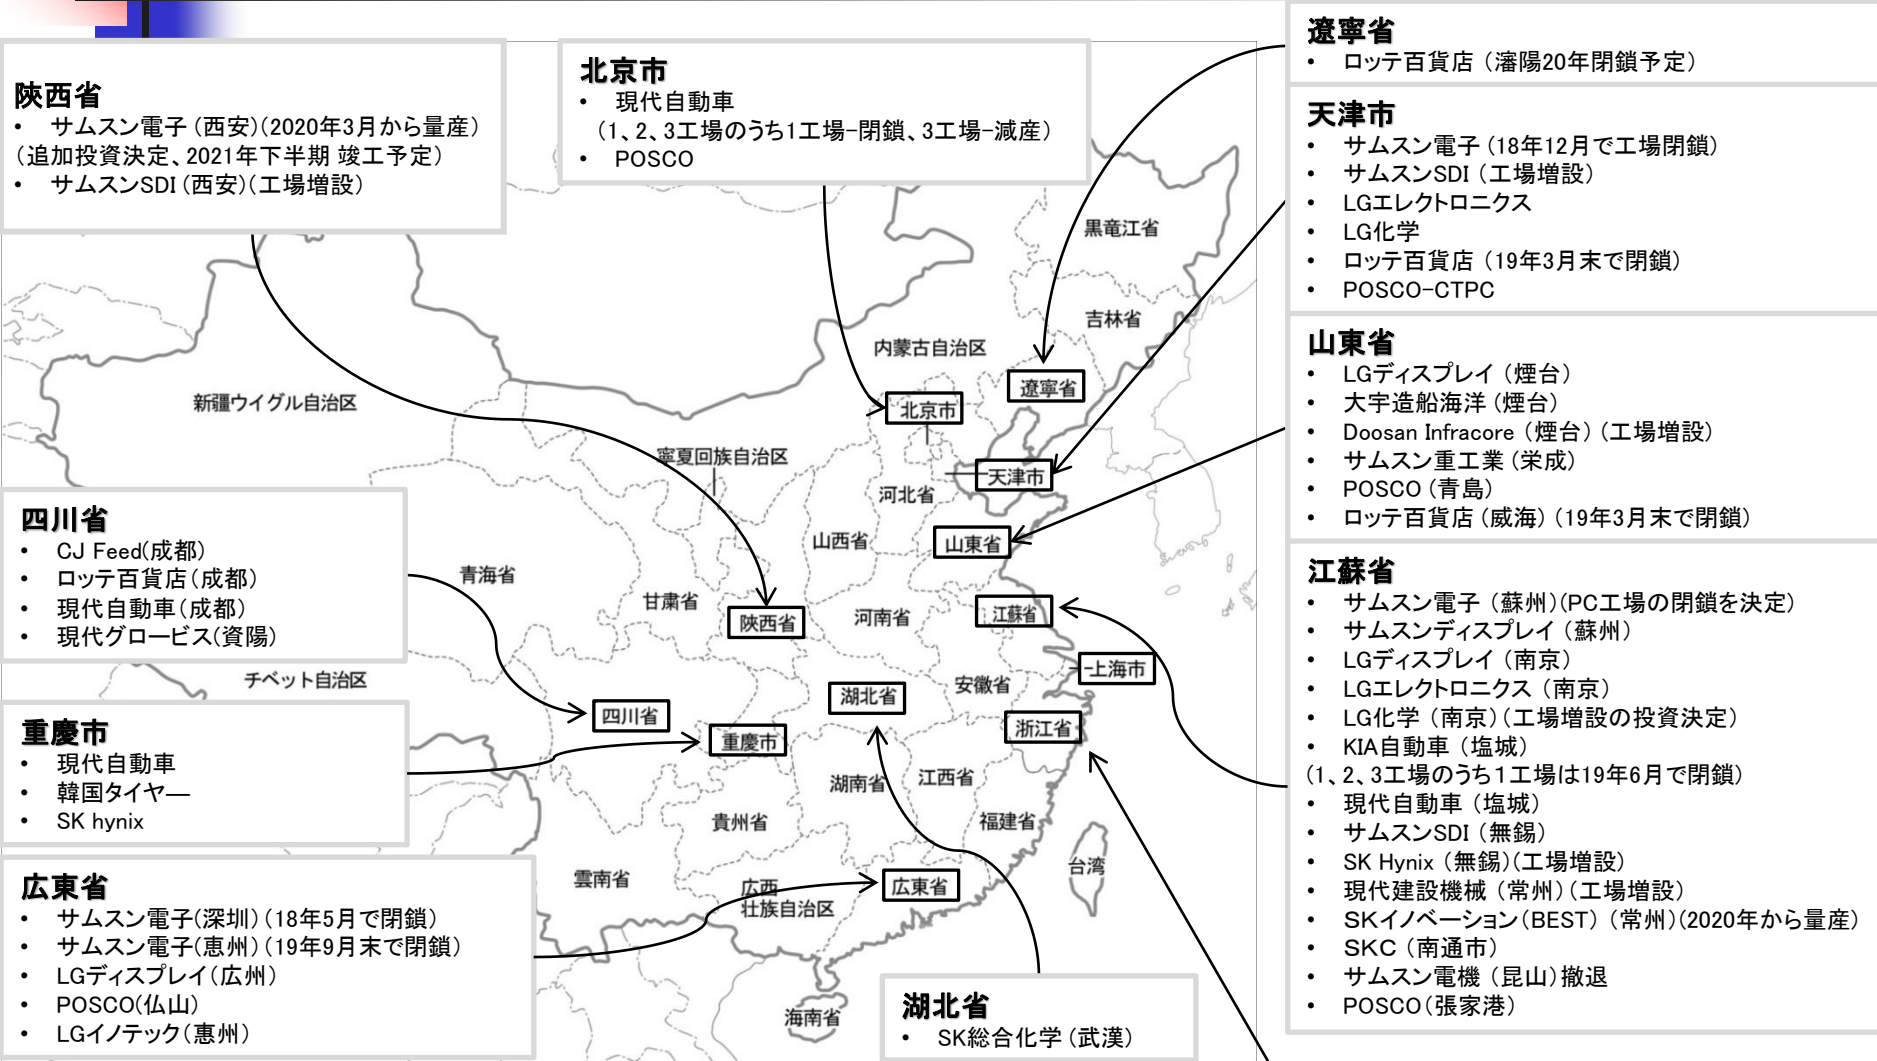 陝西省
• サムスン電子 (西安)(2020年3月から量産)
(追加投資決定、2021年下半期 竣工予定)
• サムスンSDI (西安)(工場増設)
北京市
• 現代自動車
(1、2、3工場のうち1工場-閉鎖、3工場-減産)
• POSCO
遼寧省
• ロッテ百貨店 (瀋陽20年閉鎖予定)
天津市
• サムスン電子 (18年12月で工場閉鎖)
• サムスンSDI (工場増設)
• LGエレクトロニクス
• LG化学
• ロッテ百貨店 (19年3月末で閉鎖)
• POSCO-CTPC
山東省
• LGディスプレイ (煙台)
• 大宇造船海洋 (煙台)
• Doosan Infracore (煙台) (工場増設)
• サムスン重工業 (栄成)
• POSCO (青島)
• ロッテ百貨店 (威海) (19年3月末で閉鎖)
江蘇省
• サムスン電子 (蘇州)(PC工場の閉鎖を決定)
• サムスンディスプレイ (蘇州)
• LGディスプレイ (南京)
• LGエレクトロニクス (南京)
• LG化学 (南京)(工場増設の投資決定)
• KIA自動車 (塩城)
(1、2、3工場のうち1工場は19年6月で閉鎖)
• 現代自動車 (塩城)
• サムスンSDI (無錫)
• SK Hynix (無錫)(工場増設)
• 現代建設機械 (常州)(工場増設)
• SKイノベーション(BEST) (常州)(2020年から量産)
• SKC (南通市)
• サムスン電機 (昆山)撤退
• POSCO(張家港)
四川省
• CJ Feed(成都)
• ロッテ百貨店(成都)
• 現代自動車(成都)
• 現代グロービス(資陽)
重慶市
• 現代自動車
• 韓国タイヤ―
• SK hynix
広東省
• サムスン電子(深圳)(18年5月で閉鎖)
• サムスン電子(恵州)(19年9月末で閉鎖)
• LGディスプレイ(広州)
• POSCO(仏山)
• LGイノテック(恵州)
湖北省
• SK総合化学 (武漢)
黒竜江省
吉林省
内蒙古自治区
遼寧省
新疆ウイグル自治区
北京市
寧夏回族自治区
天津市
河北省
山西省
山東省
青海省
甘粛省
陝西省
河南省
江蘇省
チベット自治区
上海市
安徽省
湖北省
四川省
浙江省
重慶市
湖南省
江西省
貴州省
福建省
台湾
雲南省
広西
壮族自治区
広東省
海南省